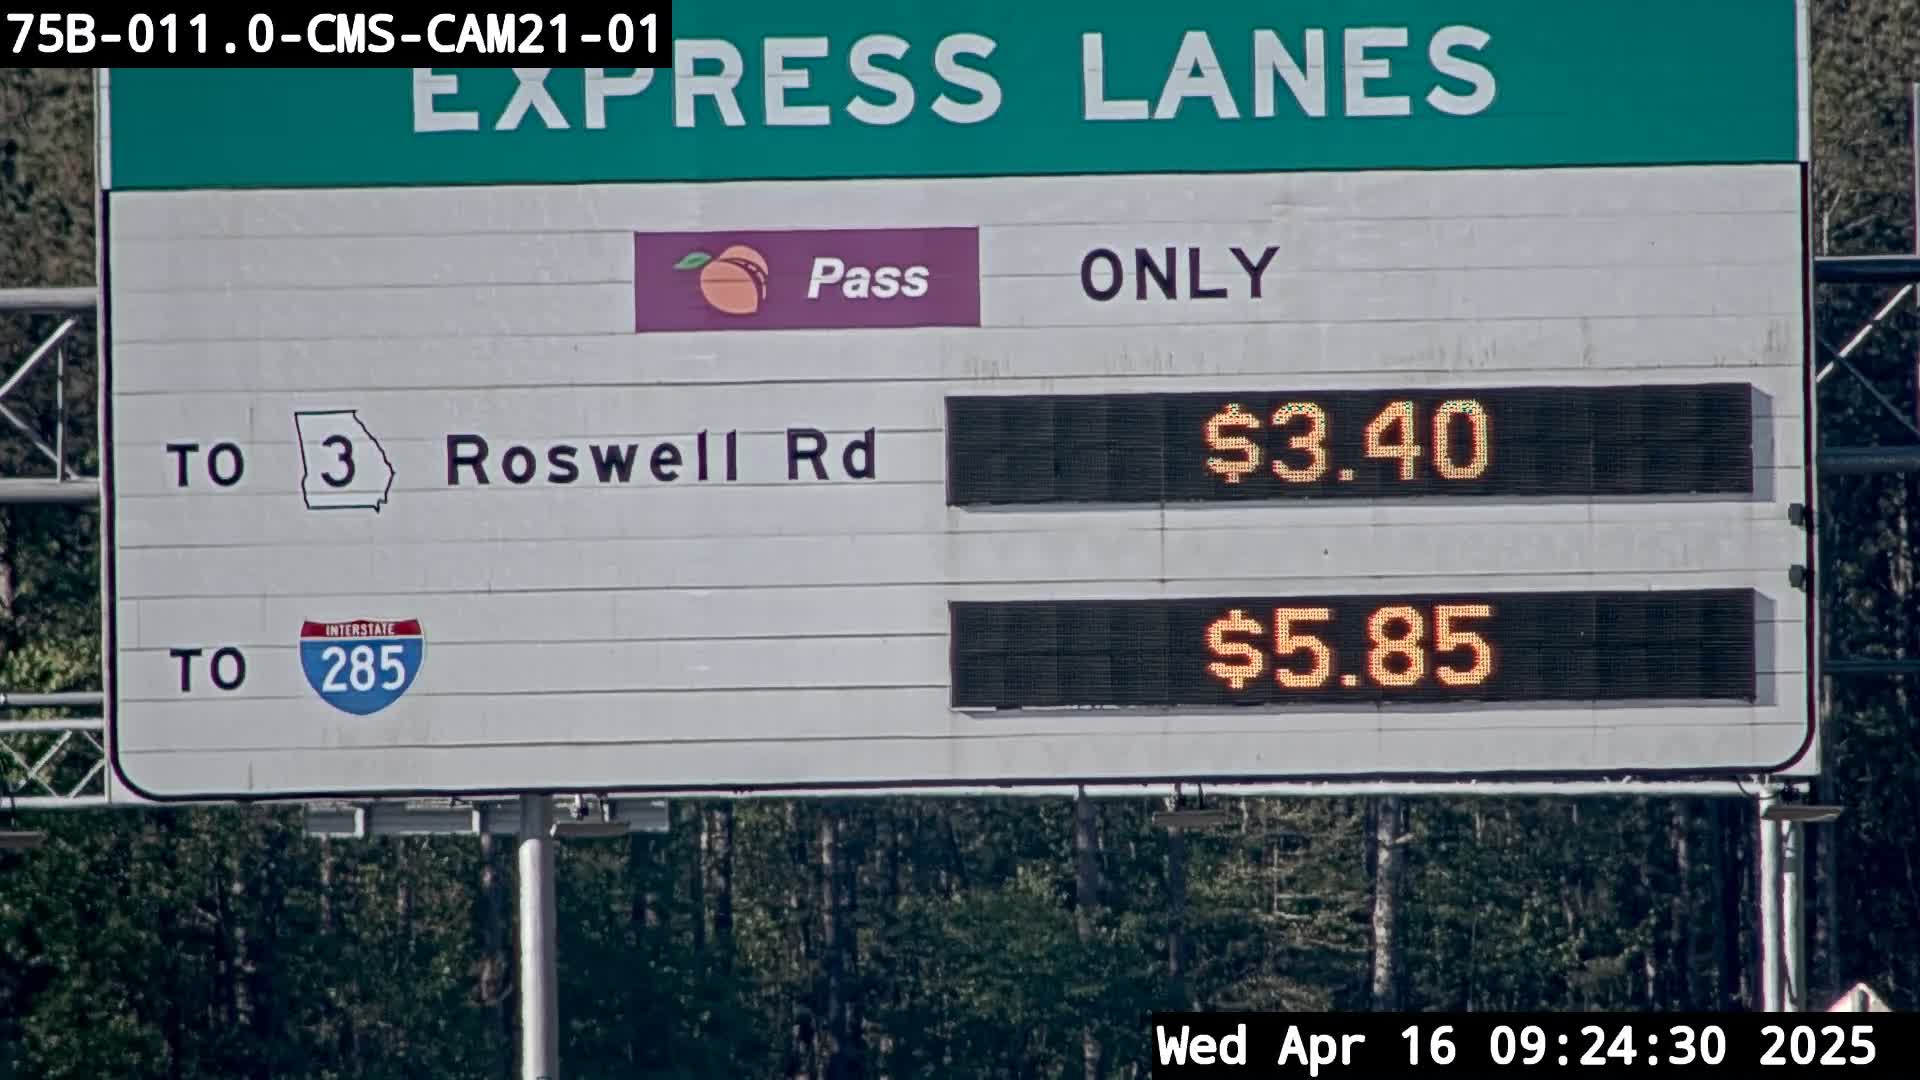 75B-011.0-CMS-CAM21-01
EXPRESS LANES
Pass ONLY
TO 3 Roswell Rd $3.40
INTERSTATE
TO 285 $5.85
Wed Apr 16 09:24:30 2025